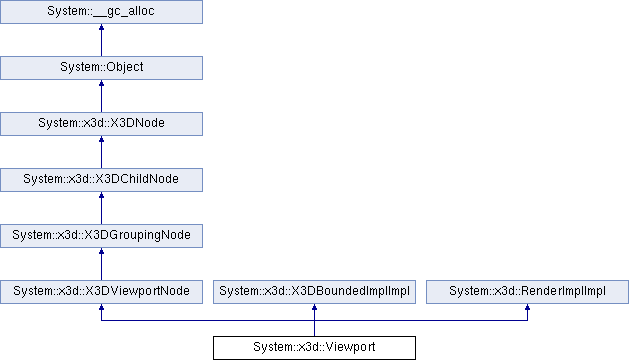 System::__gc_alloc
System::Object
System::x3d::X3DNode
System::x3d::X3DChildNode
System::x3d::X3DGroupingNode
System::x3d::X3DViewportNode
System::x3d::X3DBoundedImplImpl
System::x3d::RenderImplImpl
System::x3d::Viewport